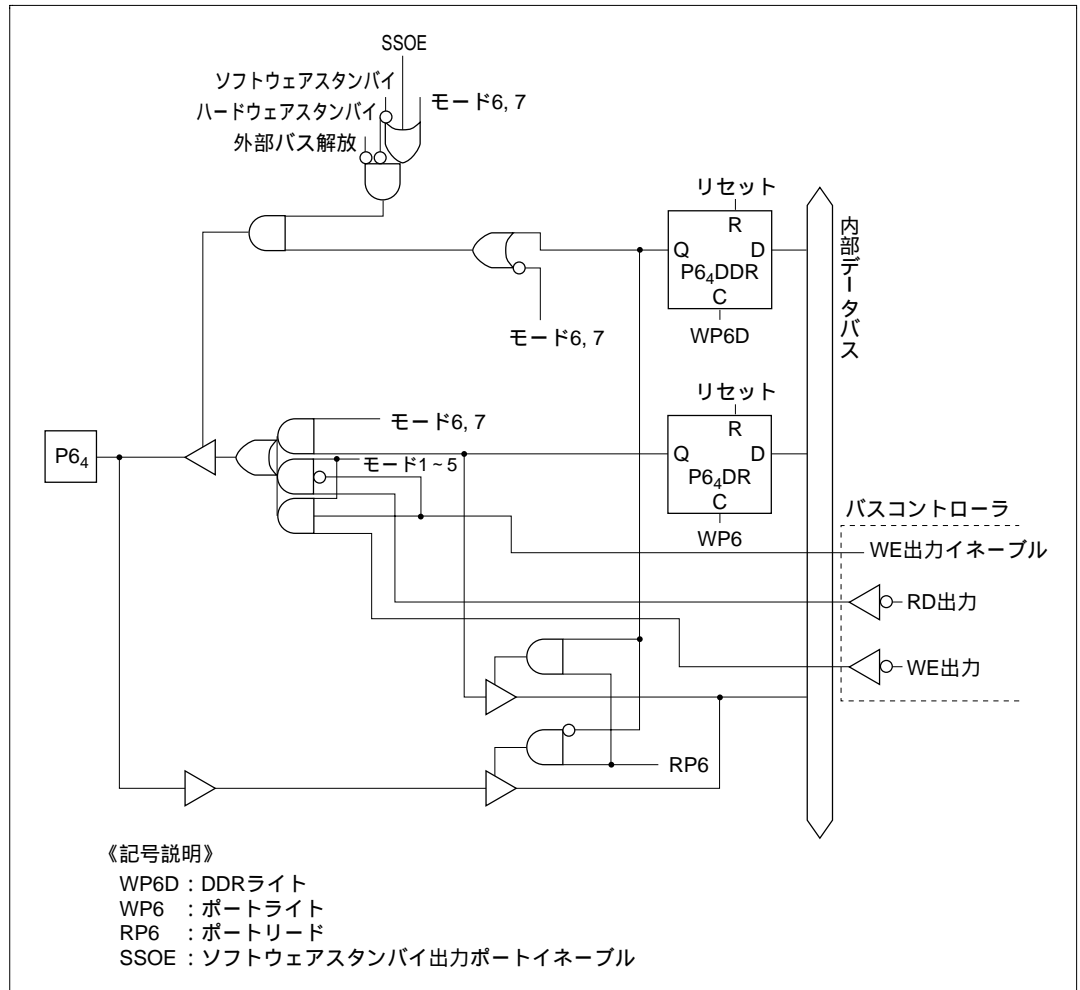 SSOE
ソフトウェアスタンバイ
ハードウェアスタンバイ
モード6, 7
外部バス解放
リセット
R
Q
D
P6₄DDR
C
WP6D
内部データバス
モード6, 7
リセット
R
Q
D
P6₄DR
C
WP6
モード6, 7
P6₄
モード1~5
バスコントローラ
WE出力イネーブル
RD出力
WE出力
RP6
《記号説明》
WP6D : DDRライト
WP6 : ポートライト
RP6 : ポートリード
SSOE : ソフトウェアスタンバイ出力ポートイネーブル